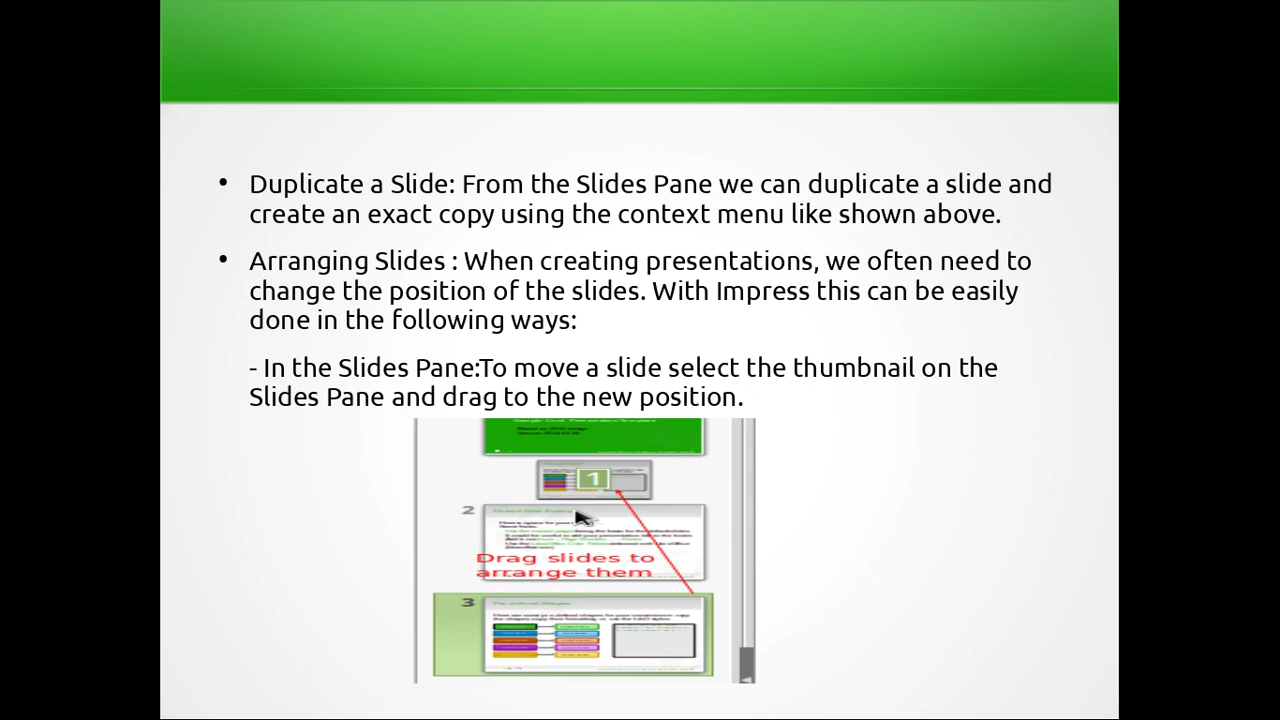 • Duplicate a Slide: From the Slides Pane we can duplicate a slide and
create an exact copy using the context menu like shown above.
• Arranging Slides : When creating presentations, we often need to
change the position of the slides. With Impress this can be easily
done in the following ways:
- In the Slides Pane:To move a slide select the thumbnail on the
Slides Pane and drag to the new position.
1
2
Drag slides to
arrange them
3